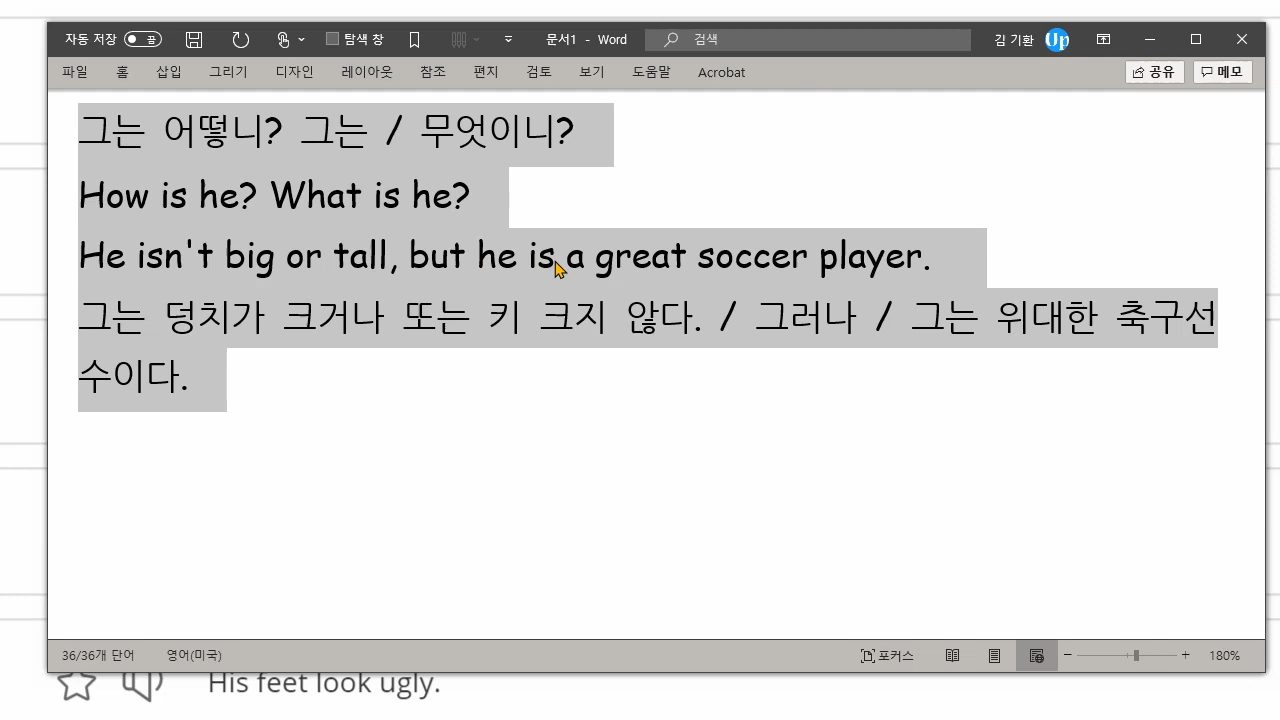 자동 저장 끔 탐색 창 문서1 - Word 검색 김 기환 Up
파일 홈 삽입 그리기 디자인 레이아웃 참조 편지 검토 보기 도움말 Acrobat 공유 메모
그는 어떻니? 그는 / 무엇이니?
How is he? What is he?
He isn't big or tall, but he is a great soccer player.
그는 덩치가 크거나 또는 키 크지 않다. / 그러나 / 그는 위대한 축구선
수이다.
36/36개 단어 영어(미국) 포커스 180%
His feet look ugly.